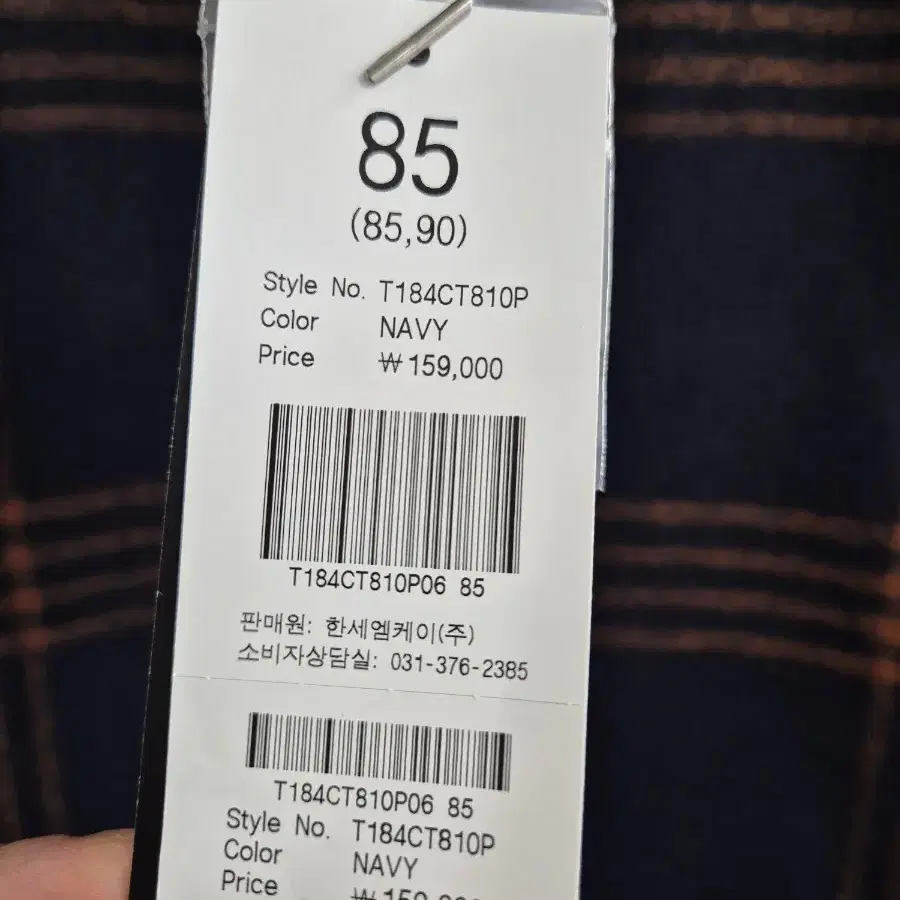 85
(85,90)
Style No. T184CT810P
Color NAVY
Price ₩159,000
T184CT810P06 85
판매원: 한세엠케이(주)
소비자상담실: 031-376-2385
T184CT810P06 85
Style No. T184CT810P
Color NAVY
Price